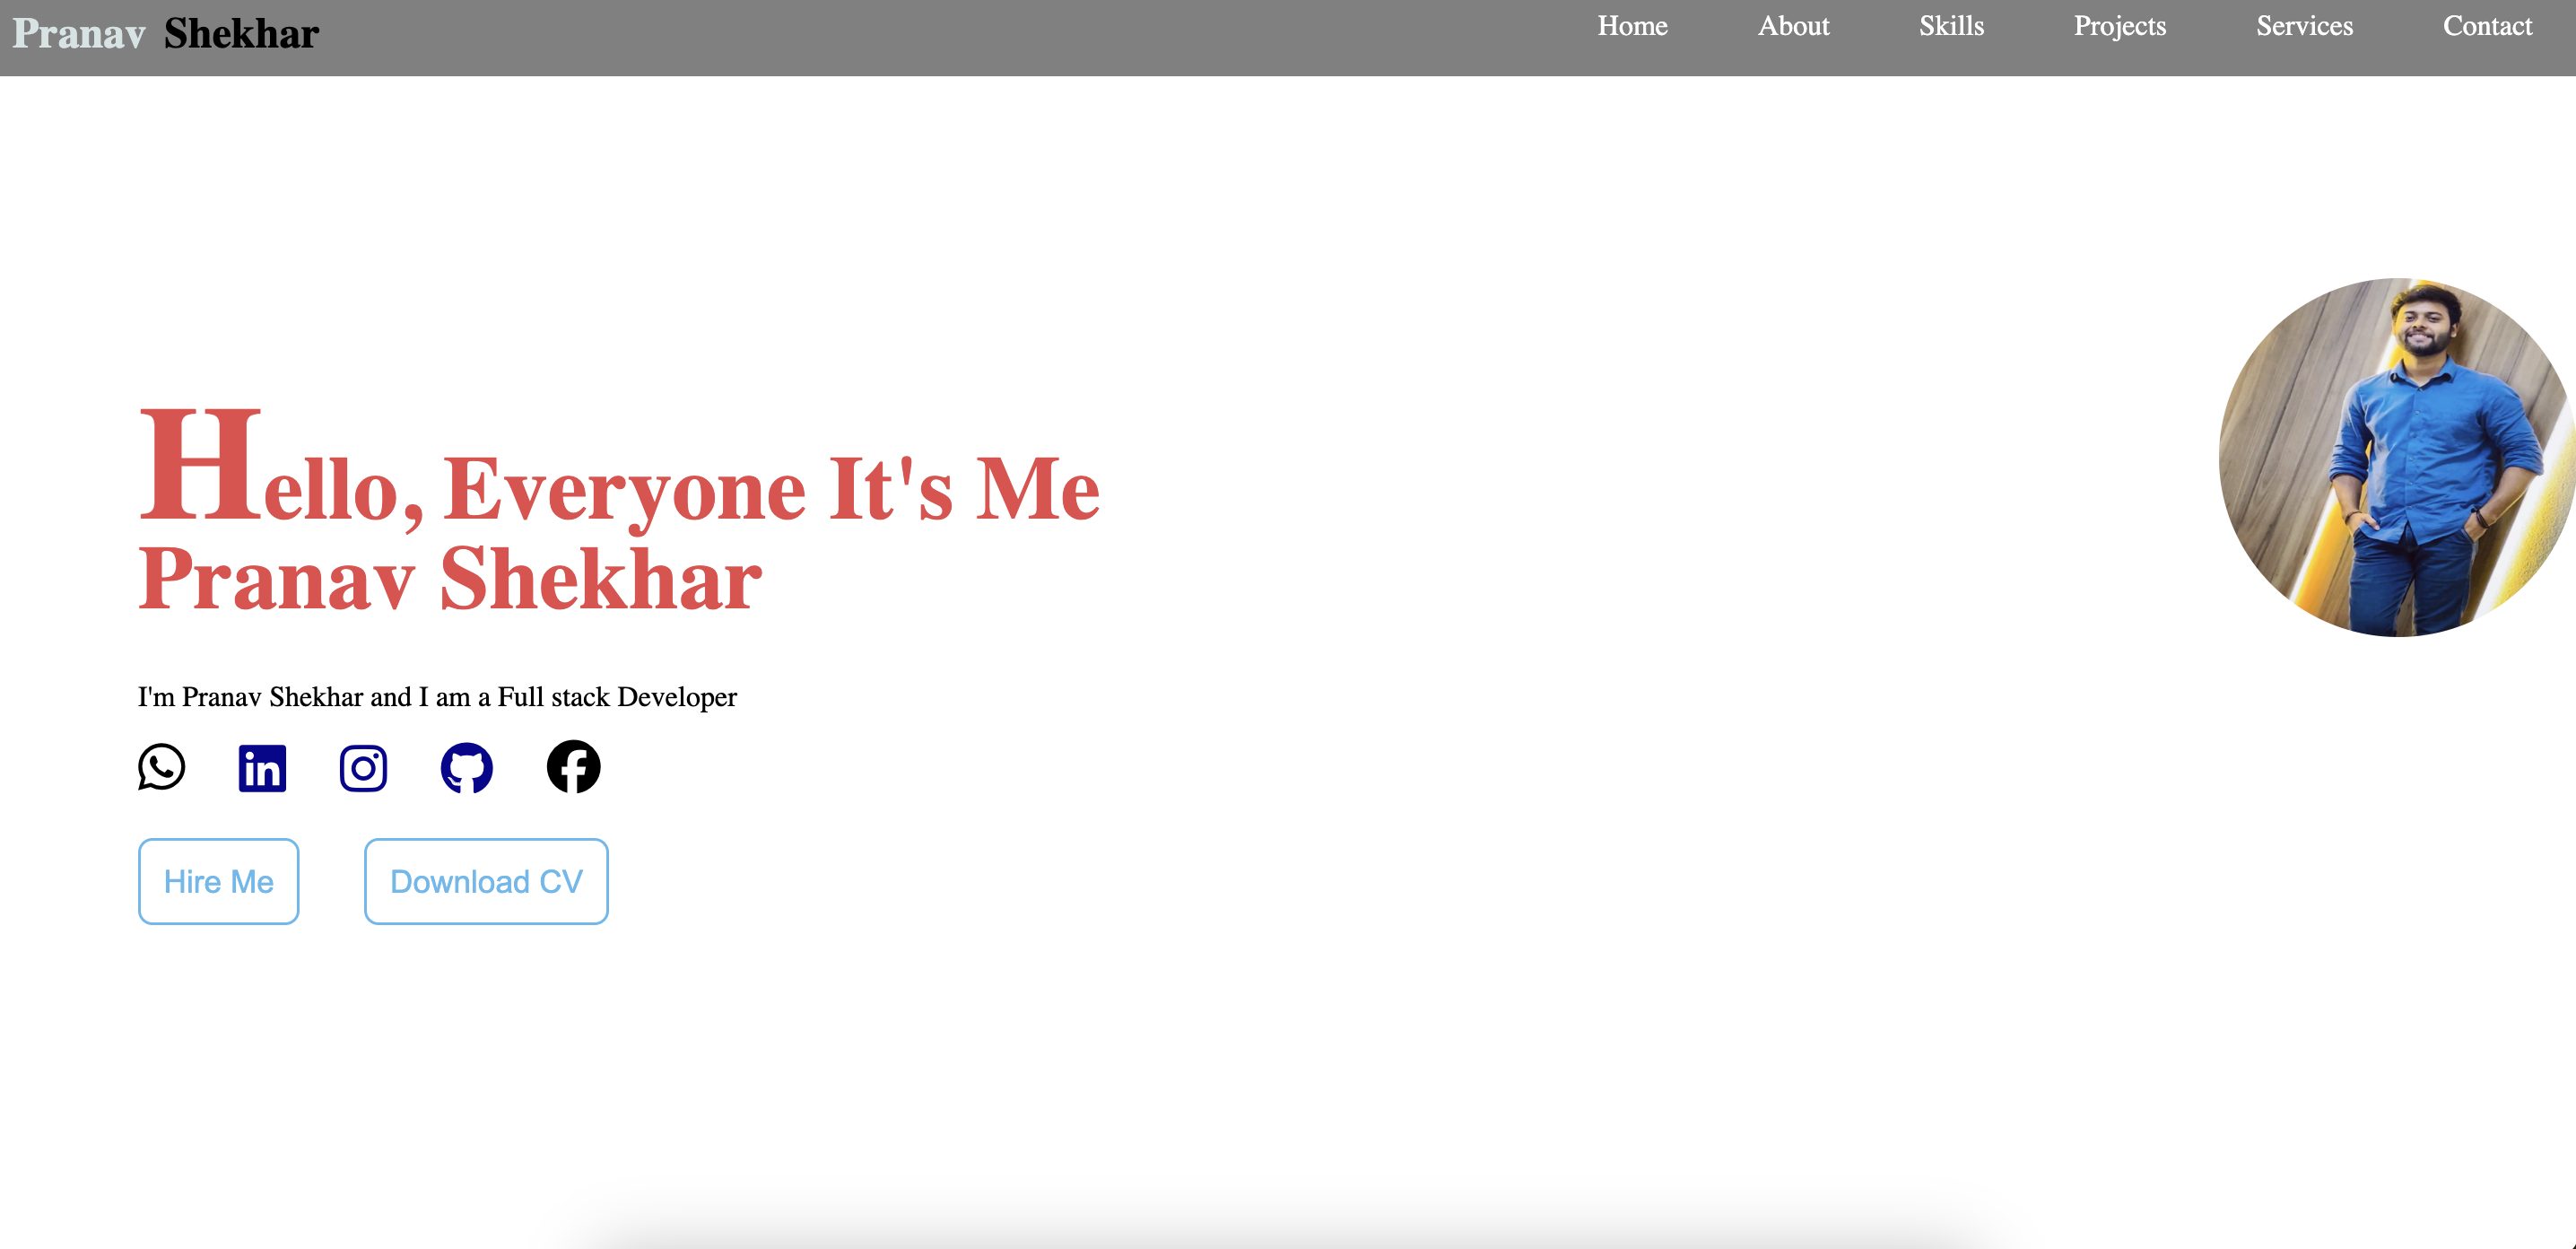 Pranav Shekhar
Home About Skills Projects Services Contact
Hello, Everyone It's Me
Pranav Shekhar
I'm Pranav Shekhar and I am a Full stack Developer
in
Hire Me
Download CV